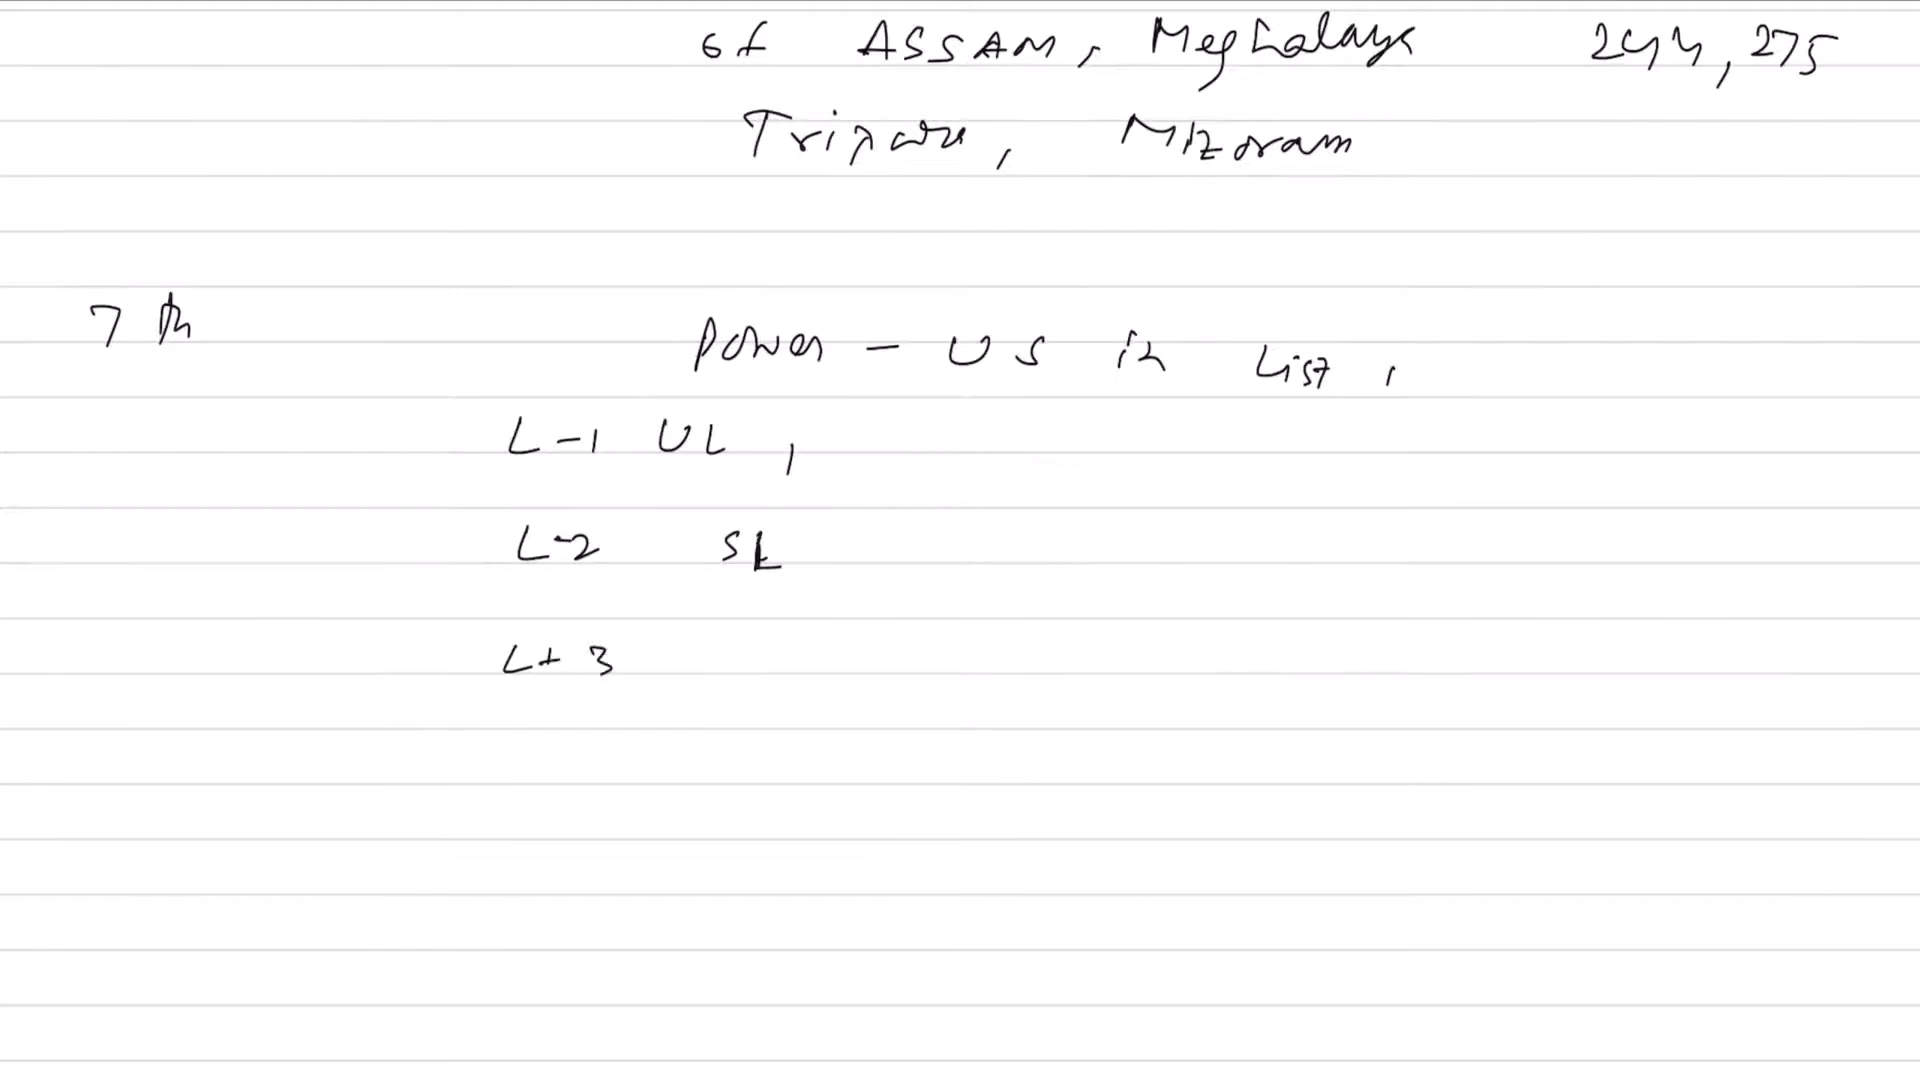 of ASSAM, Meghalaya 244, 275
Tripura, Mizoram
7 th
Power - US in List,
L-1 UL,
L-2 SL
L+ 3